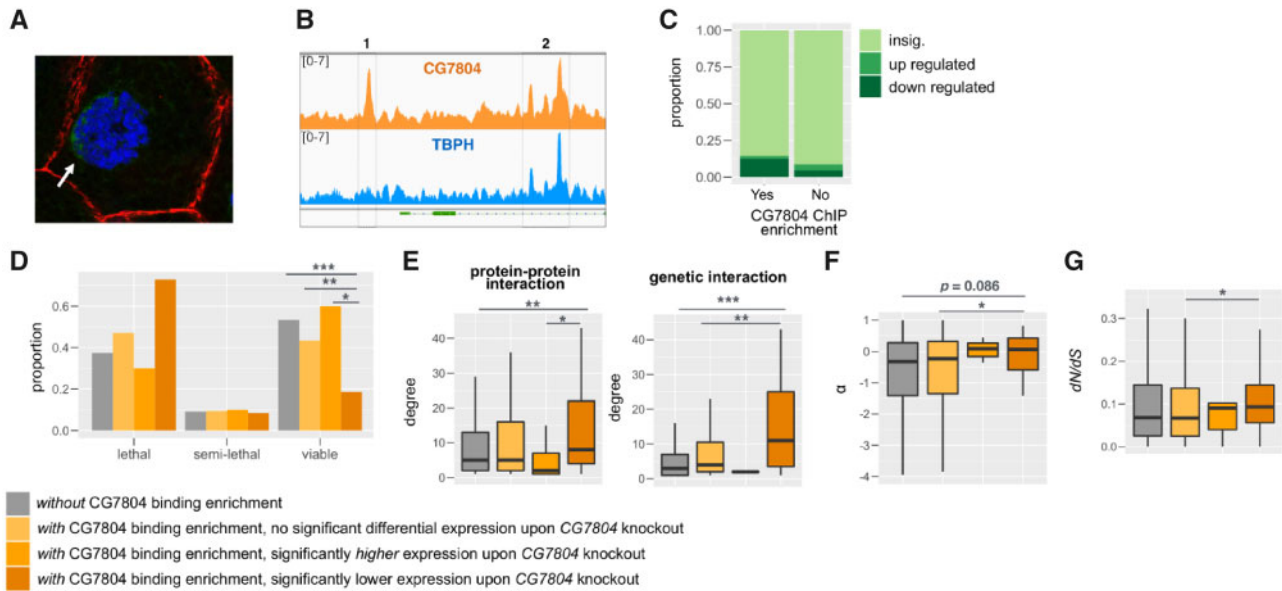 A
B
1
2
[0-7]
CG7804
[0-7]
TBPH
C
proportion
1.00
0.75
0.50
0.25
0.00
Yes
No
CG7804 ChIP
enrichment
insig.
up regulated
down regulated
D
proportion
0.6
0.4
0.2
0.0
***
**
*
lethal
semi-lethal
viable
E
protein-protein
interaction
degree
40
30
20
10
0
**
*
genetic interaction
degree
40
30
20
10
0
***
**
F
α
1
0
-1
-2
-3
-4
p = 0.086
*
G
dN/dS
0.3
0.2
0.1
0.0
*
without CG7804 binding enrichment
with CG7804 binding enrichment, no significant differential expression upon CG7804 knockout
with CG7804 binding enrichment, significantly higher expression upon CG7804 knockout
with CG7804 binding enrichment, significantly lower expression upon CG7804 knockout